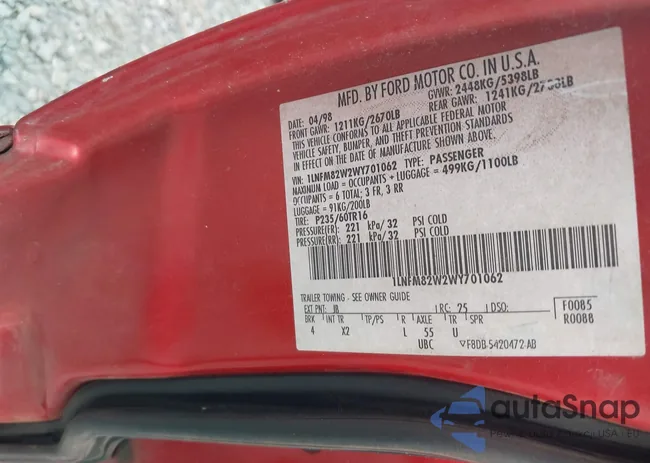 MFD. BY FORD MOTOR CO. IN U.S.A.
DATE: 04/98 GVWR: 2448KG/5398LB
FRONT GAWR: 1211KG/2670LB REAR GAWR: 1241KG/
THIS VEHICLE CONFORMS TO ALL APPLICABLE FEDERAL MOTOR
VEHICLE SAFETY, BUMPER, AND THEFT PREVENTION STANDARDS
IN EFFECT ON THE DATE OF MANUFACTURE SHOWN ABOVE.
VIN: 1LNFM82W2WY701062 TYPE: PASSENGER
MAXIMUM LOAD = OCCUPANTS + LUGGAGE = 499KG/1100LB
OCCUPANTS = 6 TOTAL; 3 FR, 3 RR
LUGGAGE = 91KG/200LB
TIRE: P235/60TR16
PRESSURE(FR): 221 kPa/ 32 PSI COLD
PRESSURE(RR): 221 kPa/ 32 PSI COLD
1LNFM82W2WY701062
TRAILER TOWING - SEE OWNER GUIDE
EXT PNT: JB RC: 25 DSO: F0085
BRK INT TR TP/PS R AXLE TR SPR R0088
4 X2 L 55 U
UBC F8DB-5420472-AB
autoSnap